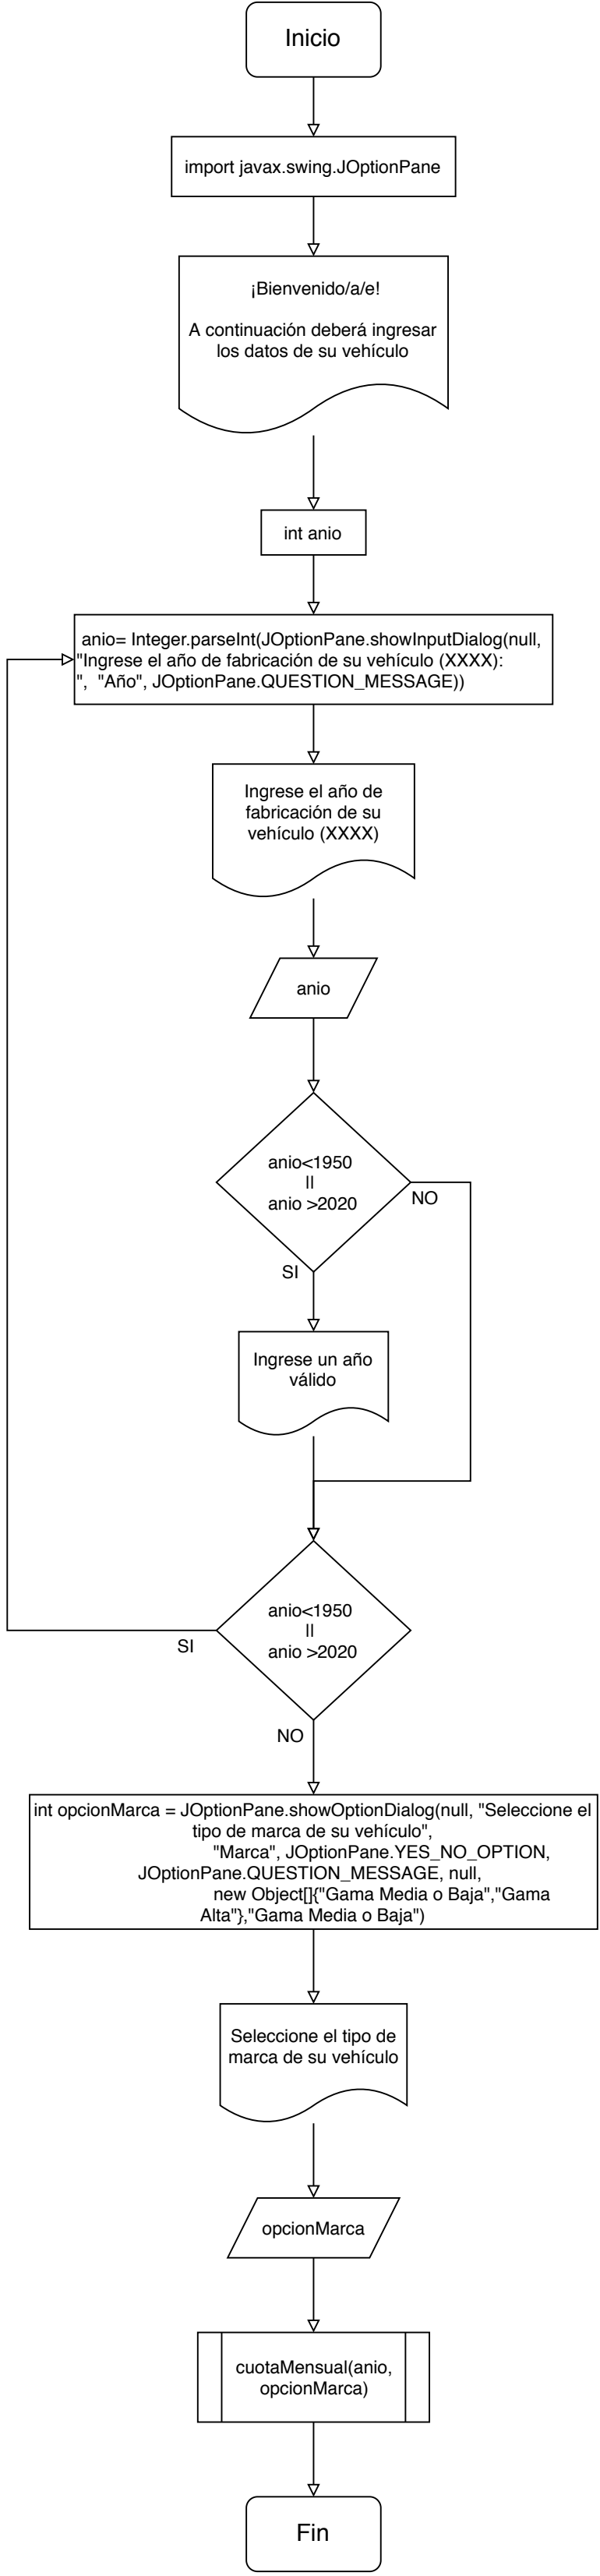 Inicio
import javax.swing.JOptionPane
¡Bienvenido/a/e!
A continuación deberá ingresar
los datos de su vehículo
int anio
anio= Integer.parseInt(JOptionPane.showInputDialog(null,
"Ingrese el año de fabricación de su vehículo (XXXX):
",  "Año", JOptionPane.QUESTION_MESSAGE))
Ingrese el año de
fabricación de su
vehículo (XXXX)
anio
anio<1950
||
anio >2020
NO
SI
Ingrese un año
válido
anio<1950
||
anio >2020
SI
NO
int opcionMarca = JOptionPane.showOptionDialog(null, "Seleccione el
tipo de marca de su vehículo",
"Marca", JOptionPane.YES_NO_OPTION,
JOptionPane.QUESTION_MESSAGE, null,
new Object[]{"Gama Media o Baja","Gama
Alta"},"Gama Media o Baja")
Seleccione el tipo de
marca de su vehículo
opcionMarca
cuotaMensual(anio,
opcionMarca)
Fin